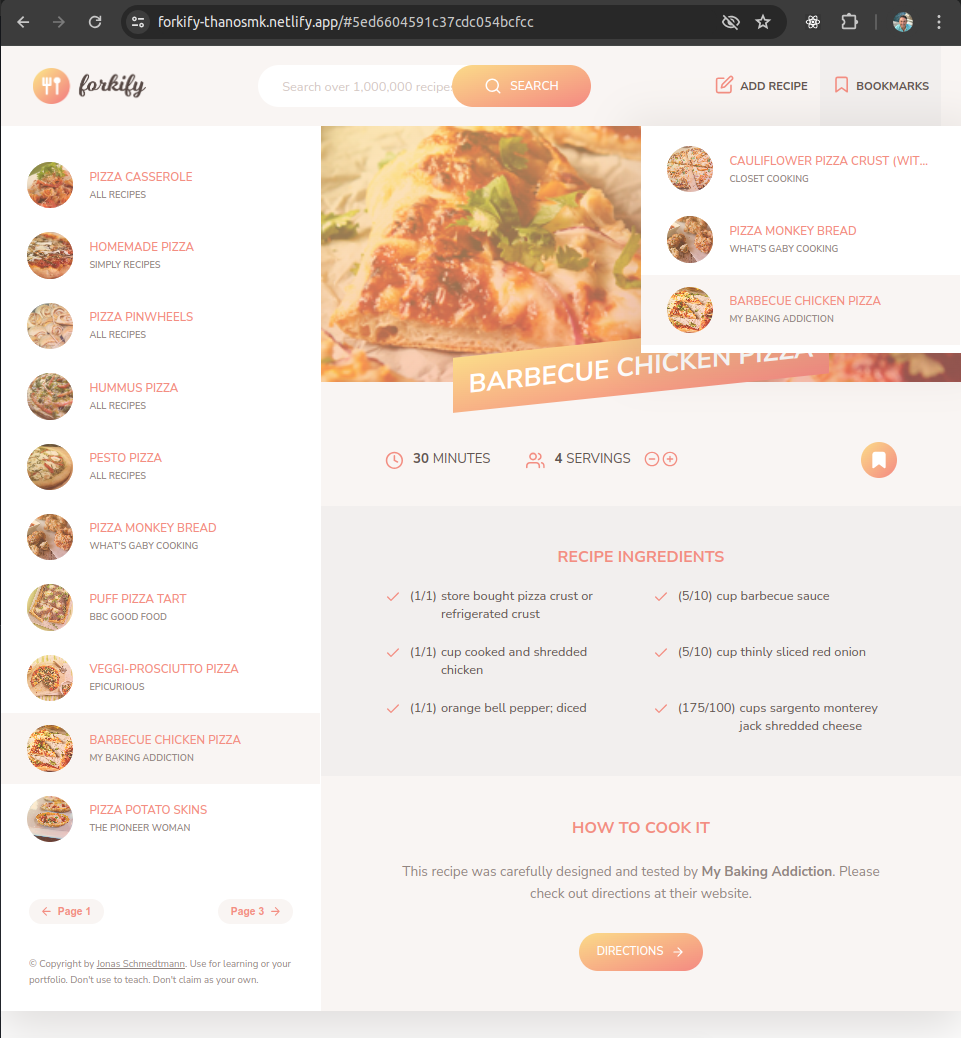 forkify-thanosmk.netlify.app/#5ed6604591c37cdc054bcfcc
forkify
Search over 1,000,000 recipes
SEARCH
ADD RECIPE
BOOKMARKS
PIZZA CASSEROLE
ALL RECIPES
HOMEMADE PIZZA
SIMPLY RECIPES
PIZZA PINWHEELS
ALL RECIPES
HUMMUS PIZZA
ALL RECIPES
PESTO PIZZA
ALL RECIPES
PIZZA MONKEY BREAD
WHAT'S GABY COOKING
PUFF PIZZA TART
BBC GOOD FOOD
VEGGI-PROSCIUTTO PIZZA
EPICURIOUS
BARBECUE CHICKEN PIZZA
MY BAKING ADDICTION
PIZZA POTATO SKINS
THE PIONEER WOMAN
Page 1
Page 3
© Copyright by Jonas Schmedtmann. Use for learning or your
portfolio. Don't use to teach. Don't claim as your own.
CAULIFLOWER PIZZA CRUST (WIT...
CLOSET COOKING
PIZZA MONKEY BREAD
WHAT'S GABY COOKING
BARBECUE CHICKEN PIZZA
MY BAKING ADDICTION
BARBECUE CHICKEN PIZZA
30 MINUTES
4 SERVINGS
RECIPE INGREDIENTS
(1/1) store bought pizza crust or
refrigerated crust
(5/10) cup barbecue sauce
(1/1) cup cooked and shredded
chicken
(5/10) cup thinly sliced red onion
(1/1) orange bell pepper; diced
(175/100) cups sargento monterey
jack shredded cheese
HOW TO COOK IT
This recipe was carefully designed and tested by My Baking Addiction. Please
check out directions at their website.
DIRECTIONS